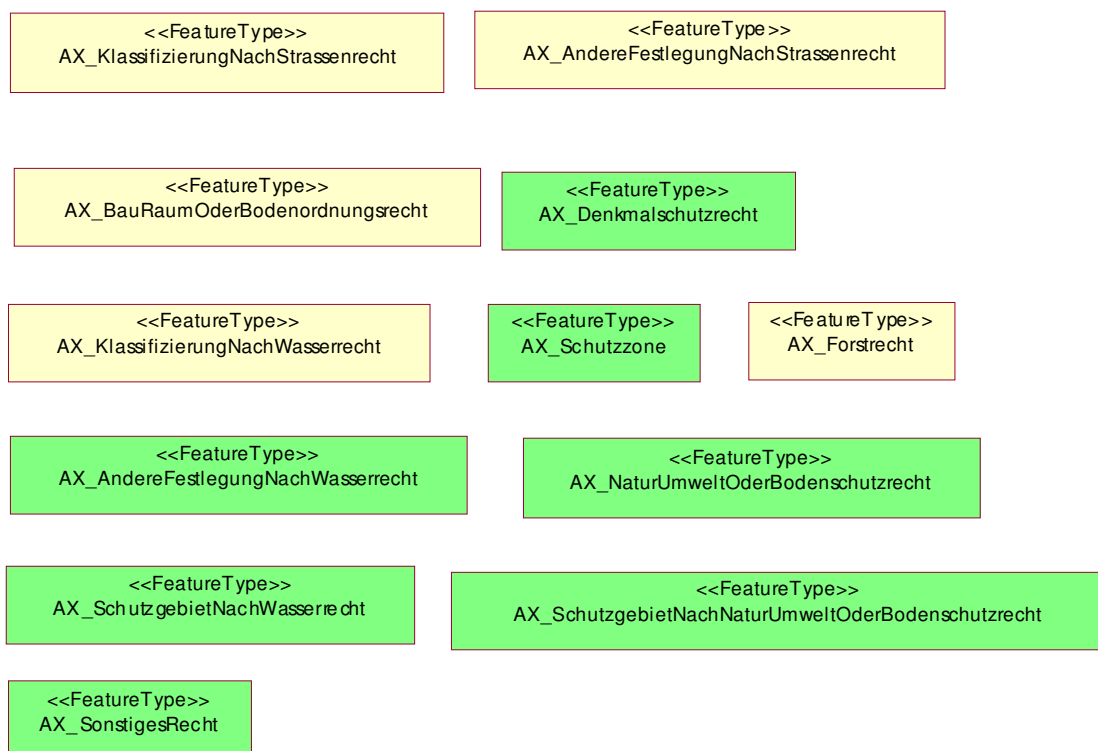 <<FeatureType>>
AX_KlassifizierungNachStrassenrecht
<<FeatureType>>
AX_AndereFestlegungNachStrassenrecht
<<FeatureType>>
AX_BauRaumOderBodenordnungsrecht
<<FeatureType>>
AX_Denkmalschutzrecht
<<FeatureType>>
AX_KlassifizierungNachWasserrecht
<<FeatureType>>
AX_Schutzzone
<<FeatureType>>
AX_Forstrecht
<<FeatureType>>
AX_AndereFestlegungNachWasserrecht
<<FeatureType>>
AX_NaturUmweltOderBodenschutzrecht
<<FeatureType>>
AX_SchutzgebietNachWasserrecht
<<FeatureType>>
AX_SchutzgebietNachNaturUmweltOderBodenschutzrecht
<<FeatureType>>
AX_SonstigesRecht